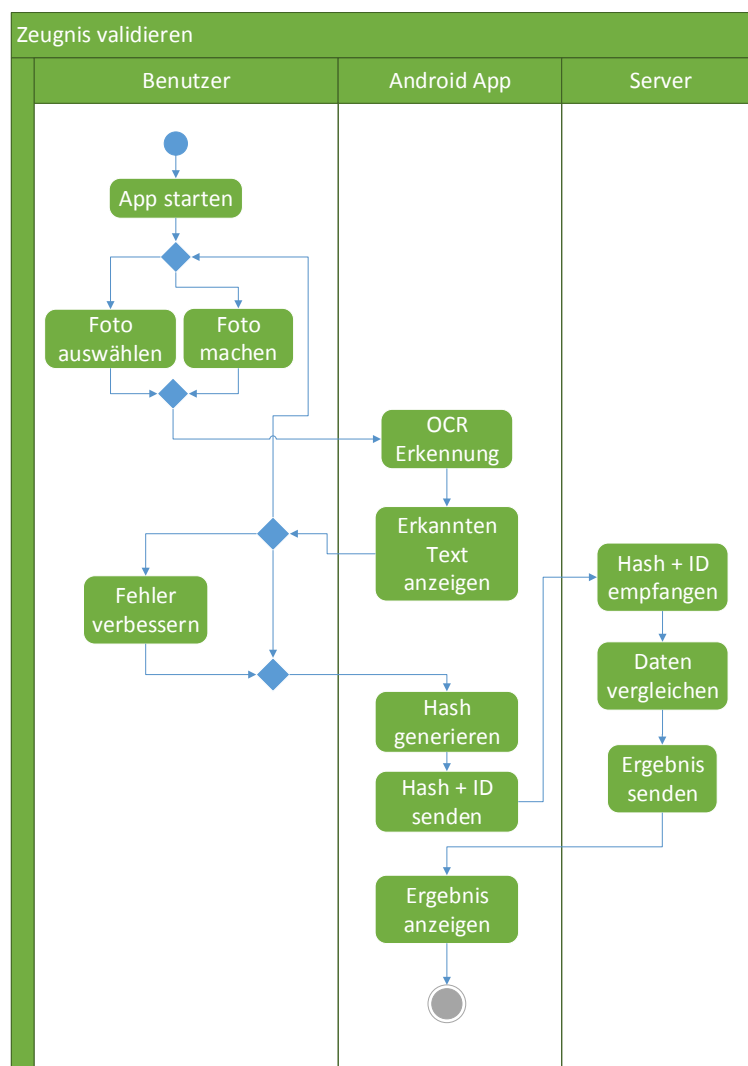 Zeugnis validieren
Benutzer
Android App
Server
App starten
Foto
auswählen
Foto
machen
OCR
Erkennung
Erkannten
Text
anzeigen
Fehler
verbessern
Hash
generieren
Hash + ID
senden
Hash + ID
empfangen
Daten
vergleichen
Ergebnis
senden
Ergebnis
anzeigen